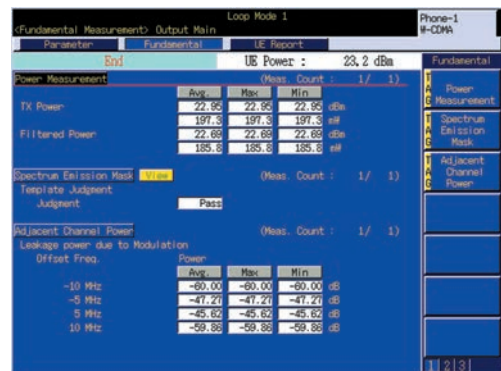 Loop Mode 1
<Fundamental Measurement> Output Main
Phone-1
W-CDMA
Parameter Fundamental UE Report
End UE Power : 23.2 dBm
Fundamental
Power Measurement (Meas. Count : 1/ 1)
Avg. Max Min
TX Power 22.95 22.95 22.95 dBm
197.3 197.3 197.3 mW
Filtered Power 22.69 22.69 22.69 dBm
185.8 185.8 185.8 mW
Spectrum Emission Mask View (Meas. Count : 1/ 1)
Template Judgment
Judgment Pass
Adjacent Channel Power (Meas. Count : 1/ 1)
Leakage power due to Modulation
Offset Freq. Power
Avg. Max Min
-10 MHz -60.00 -60.00 -60.00 dB
-5 MHz -47.27 -47.27 -47.27 dB
5 MHz -45.62 -45.62 -45.62 dB
10 MHz -59.86 -59.86 -59.86 dB
TAG Power Measurement
TAG Spectrum Emission Mask
TAG Adjacent Channel Power
1 2 3